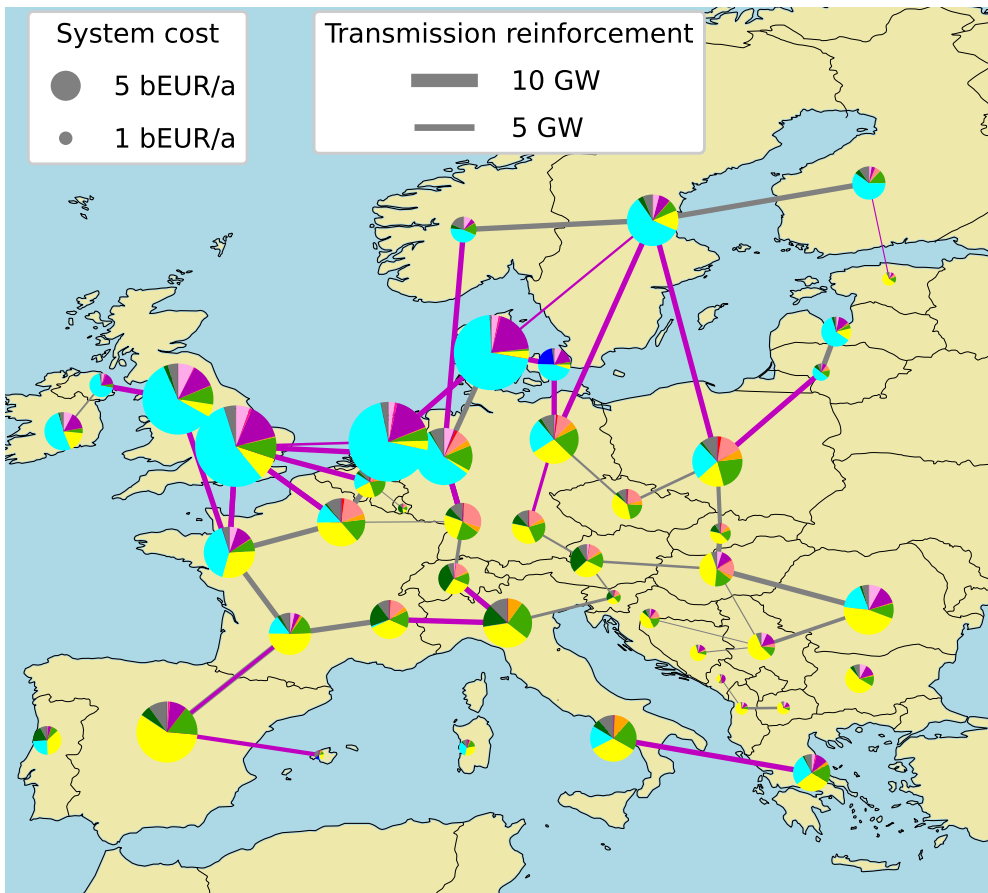 System cost
5 bEUR/a
1 bEUR/a
Transmission reinforcement
10 GW
5 GW